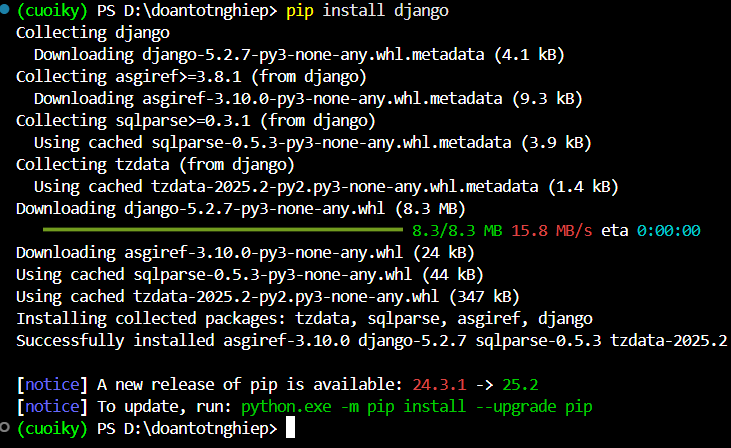 (cuoiky) PS D:\doantotnghiep> pip install django
Collecting django
  Downloading django-5.2.7-py3-none-any.whl.metadata (4.1 kB)
Collecting asgiref>=3.8.1 (from django)
  Downloading asgiref-3.10.0-py3-none-any.whl.metadata (9.3 kB)
Collecting sqlparse>=0.3.1 (from django)
  Using cached sqlparse-0.5.3-py3-none-any.whl.metadata (3.9 kB)
Collecting tzdata (from django)
  Using cached tzdata-2025.2-py2.py3-none-any.whl.metadata (1.4 kB)
Downloading django-5.2.7-py3-none-any.whl (8.3 MB)
8.3/8.3 MB 15.8 MB/s eta 0:00:00
Downloading asgiref-3.10.0-py3-none-any.whl (24 kB)
Using cached sqlparse-0.5.3-py3-none-any.whl (44 kB)
Using cached tzdata-2025.2-py2.py3-none-any.whl (347 kB)
Installing collected packages: tzdata, sqlparse, asgiref, django
Successfully installed asgiref-3.10.0 django-5.2.7 sqlparse-0.5.3 tzdata-2025.2
[notice] A new release of pip is available: 24.3.1 -> 25.2
[notice] To update, run: python.exe -m pip install --upgrade pip
(cuoiky) PS D:\doantotnghiep>